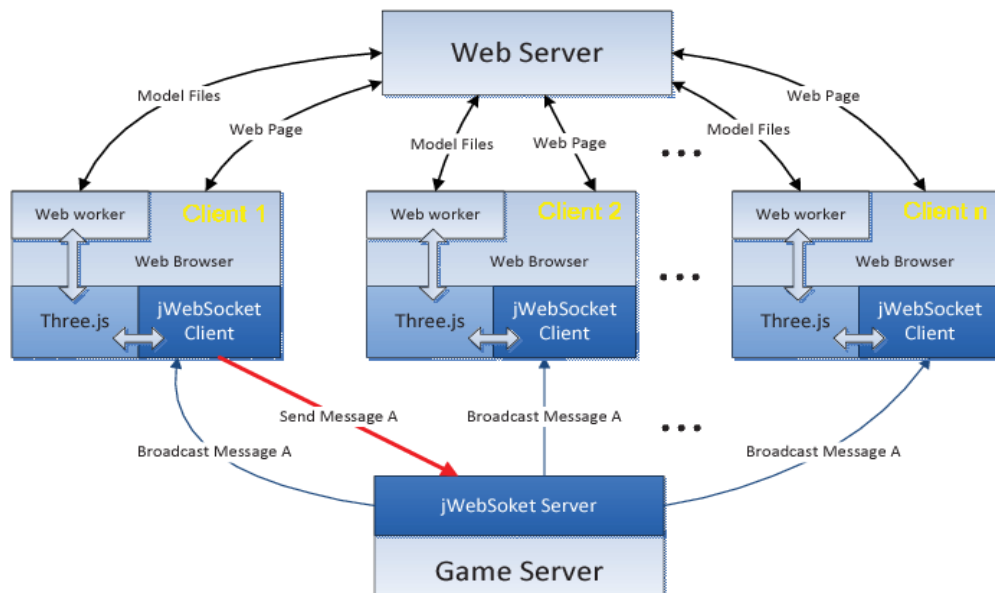 Web Server
Model Files
Web Page
Model Files
Web Page
Model Files
Web Page
Web worker
Client 1
Web Browser
Three.js
jWebSocket
Client
Web worker
Client 2
Web Browser
Three.js
jWebSocket
Client
Web worker
Client n
Web Browser
Three.js
jWebSocket
Client
Send Message A
Broadcast Message A
Broadcast Message A
Broadcast Message A
jWebSoket Server
Game Server